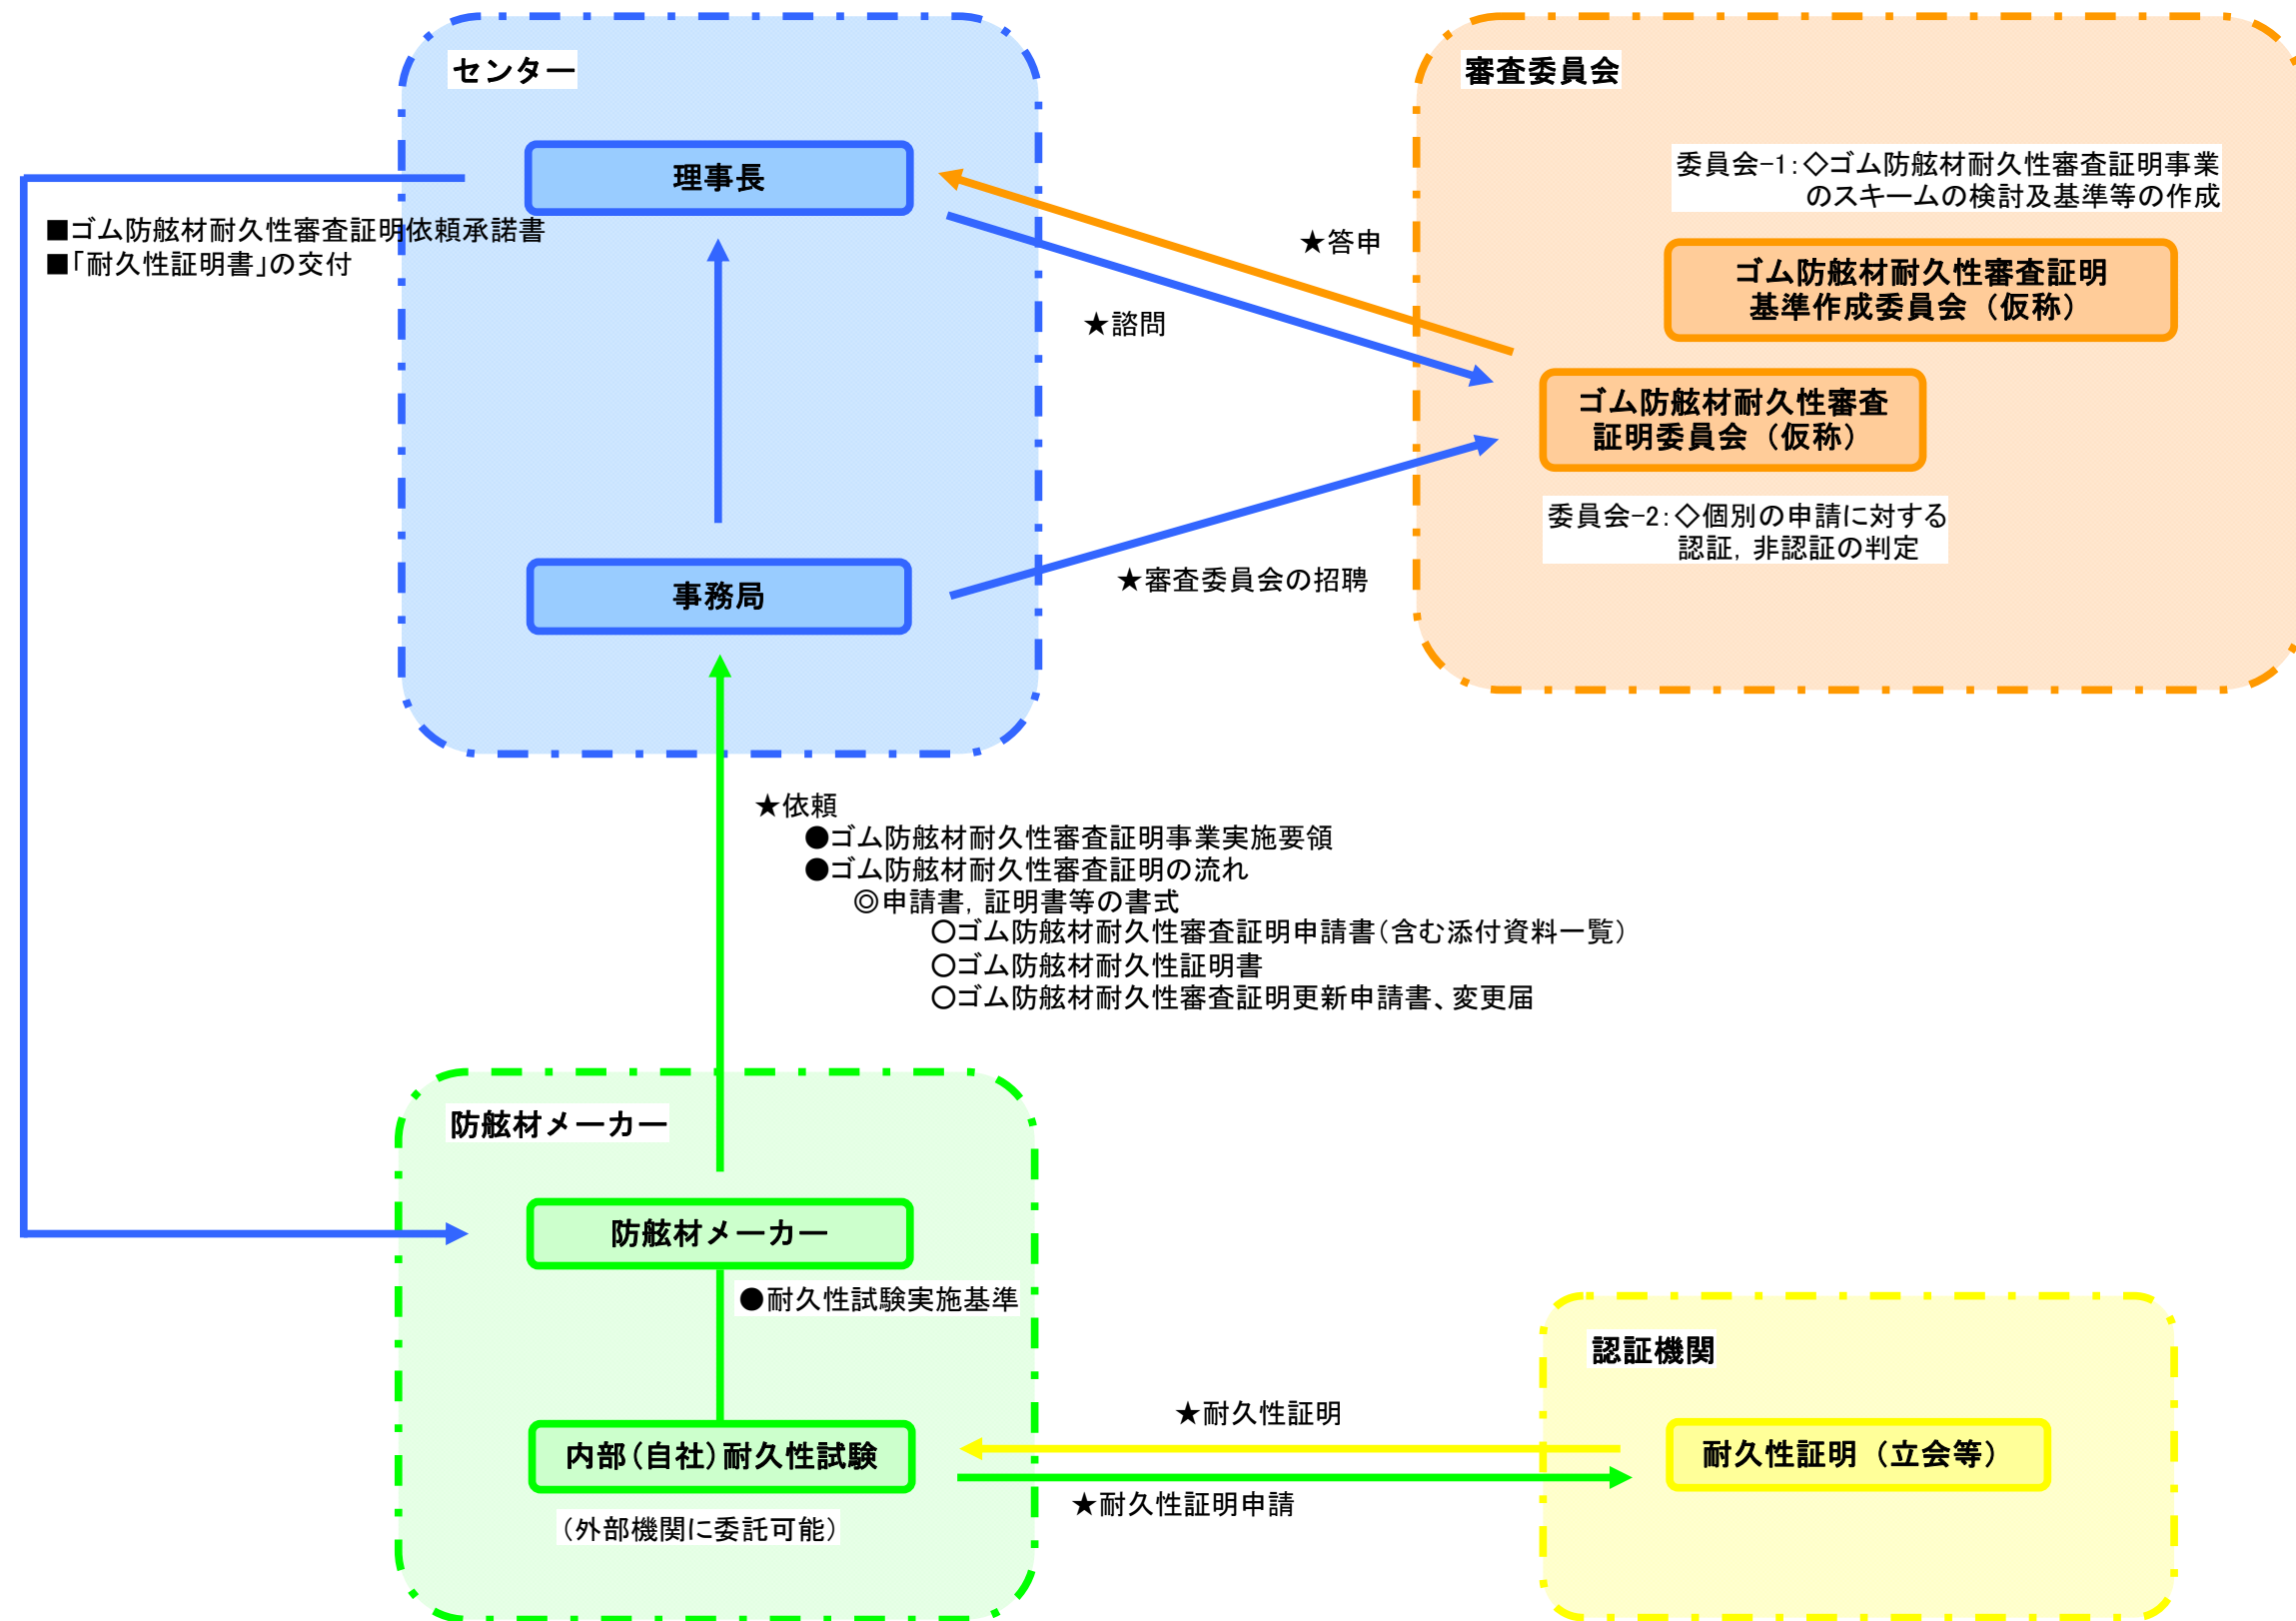 センター
審査委員会
理事長
委員会-1:◇ゴム防舷材耐久性審査証明事業
のスキームの検討及び基準等の作成
■ゴム防舷材耐久性審査証明依頼承諾書
■「耐久性証明書」の交付
★答申
ゴム防舷材耐久性審査証明
基準作成委員会（仮称）
★諮問
ゴム防舷材耐久性審査
証明委員会（仮称）
委員会-2:◇個別の申請に対する
認証, 非認証の判定
★審査委員会の招聘
事務局
★依頼
●ゴム防舷材耐久性審査証明事業実施要領
●ゴム防舷材耐久性審査証明の流れ
◎申請書, 証明書等の書式
○ゴム防舷材耐久性審査証明申請書（含む添付資料一覧）
○ゴム防舷材耐久性証明書
○ゴム防舷材耐久性審査証明更新申請書、変更届
防舷材メーカー
防舷材メーカー
●耐久性試験実施基準
認証機関
★耐久性証明
内部（自社）耐久性試験
耐久性証明（立会等）
★耐久性証明申請
（外部機関に委託可能）